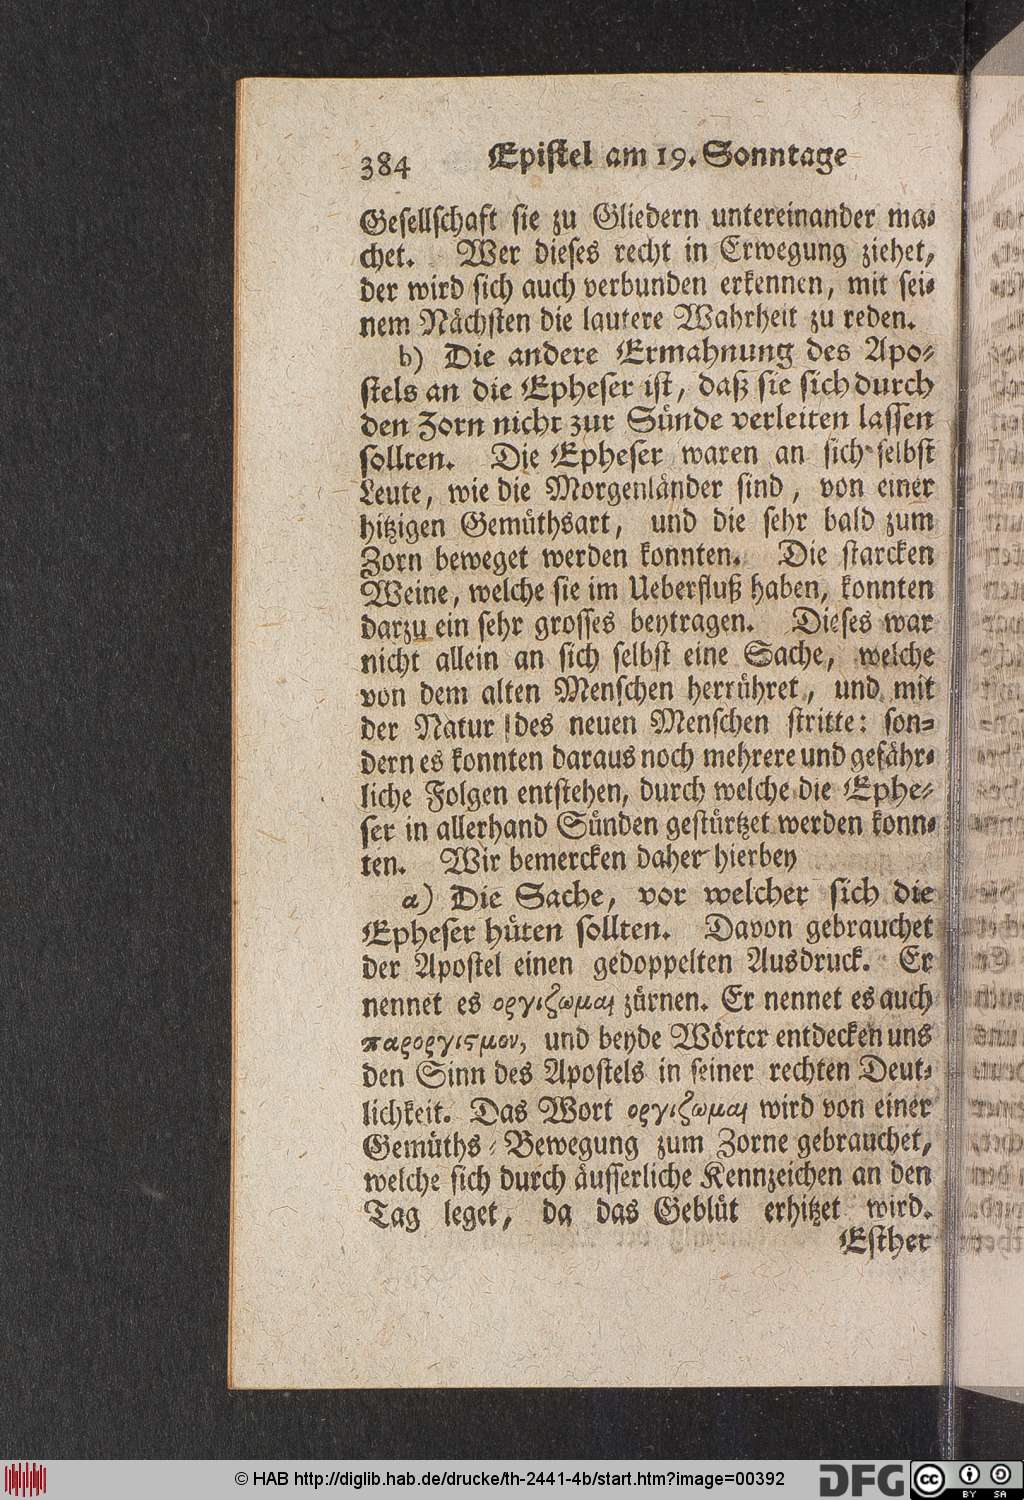 384 Epistel am 19. Sonntage
Gesellschaft sie zu Gliedern untereinander ma-
chet. Wer dieses recht in Erwegung ziehet,
der wird sich auch verbunden erkennen, mit sei-
nem Nächsten die lautere Wahrheit zu reden.
b) Die andere Ermahnung des Apo-
stels an die Epheser ist, daß sie sich durch
den Zorn nicht zur Sünde verleiten lassen
sollten. Die Epheser waren an sich selbst
Leute, wie die Morgenländer sind, von einer
hitzigen Gemüthsart, und die sehr bald zum
Zorn beweget werden konnten. Die starcken
Weine, welche sie im Ueberfluß haben, konnten
darzu ein sehr grosses beytragen. Dieses war
nicht allein an sich selbst eine Sache, welche
von dem alten Menschen herrühret, und mit
der Natur des neuen Menschen stritte: son-
dern es konnten daraus noch mehrere und gefähr-
liche Folgen entstehen, durch welche die Ephe-
ser in allerhand Sünden gestürtzet werden konn-
ten. Wir bemercken daher hierbey
a) Die Sache, vor welcher sich die
Epheser hüten sollten. Davon gebrauchet
der Apostel einen gedoppelten Ausdruck. Er
nennet es οργιζωμαι zürnen. Er nennet es auch
παροργισμον, und beyde Wörter entdecken uns
den Sinn des Apostels in seiner rechten Deut-
lichkeit. Das Wort οργιζωμαι wird von einer
Gemüths-Bewegung zum Zorne gebrauchet,
welche sich durch äusserliche Kennzeichen an den
Tag leget, da das Geblüt erhitzet wird.
Esther
© HAB http://diglib.hab.de/drucke/th-2441-4b/start.htm?image=00392
DFG cc BY SA